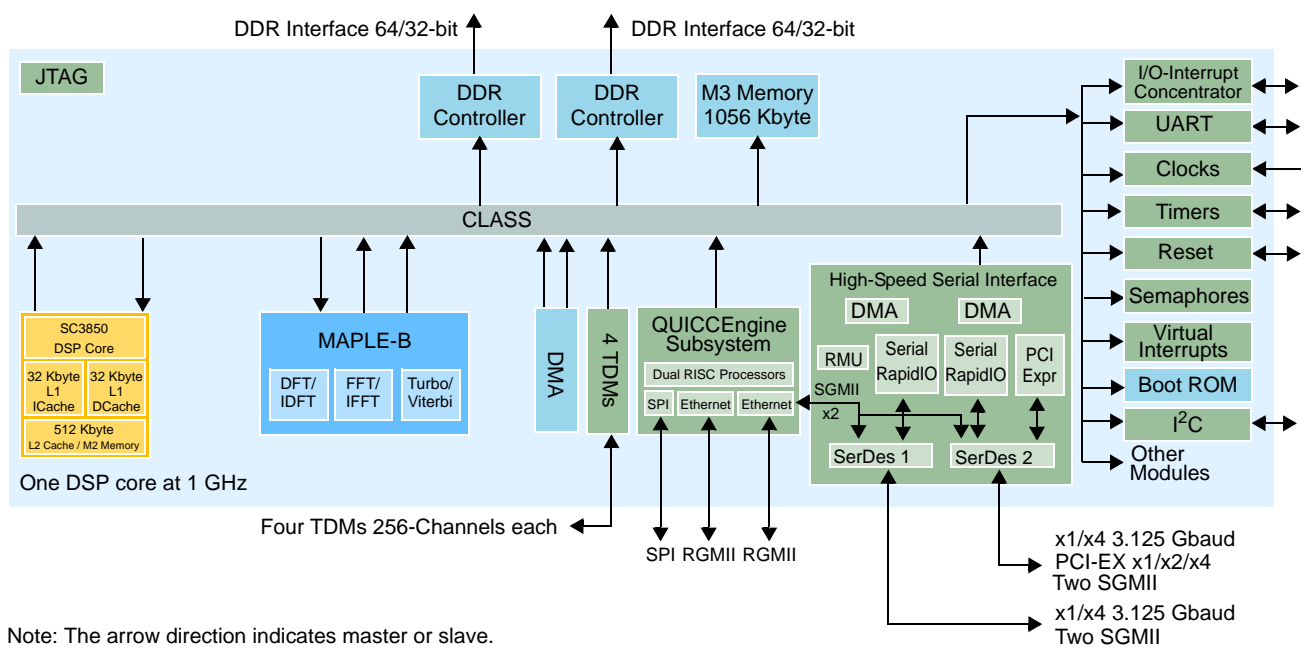 DDR Interface 64/32-bit
DDR Interface 64/32-bit
JTAG
DDR
Controller
DDR
Controller
M3 Memory
1056 Kbyte
I/O-Interrupt
Concentrator
UART
Clocks
Timers
Reset
Semaphores
Virtual
Interrupts
Boot ROM
I²C
Other
Modules
CLASS
SC3850
DSP Core
32 Kbyte
L1
ICache
32 Kbyte
L1
DCache
512 Kbyte
L2 Cache / M2 Memory
One DSP core at 1 GHz
MAPLE-B
DFT/
IDFT
FFT/
IFFT
Turbo/
Viterbi
DMA
4 TDMs
QUICCEngine
Subsystem
Dual RISC Processors
SPI
Ethernet
Ethernet
High-Speed Serial Interface
DMA
DMA
RMU
Serial
RapidIO
Serial
RapidIO
PCI
Expr
SGMII
x2
SerDes 1
SerDes 2
Four TDMs 256-Channels each
SPI RGMII RGMII
x1/x4 3.125 Gbaud
PCI-EX x1/x2/x4
Two SGMII
x1/x4 3.125 Gbaud
Two SGMII
Note: The arrow direction indicates master or slave.